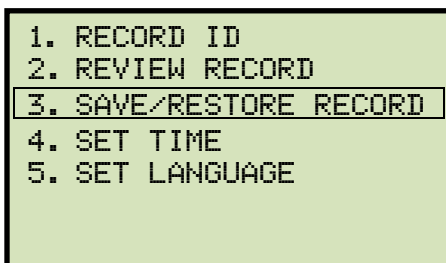 1. RECORD ID
2. REVIEW RECORD
3. SAVE/RESTORE RECORD
4. SET TIME
5. SET LANGUAGE